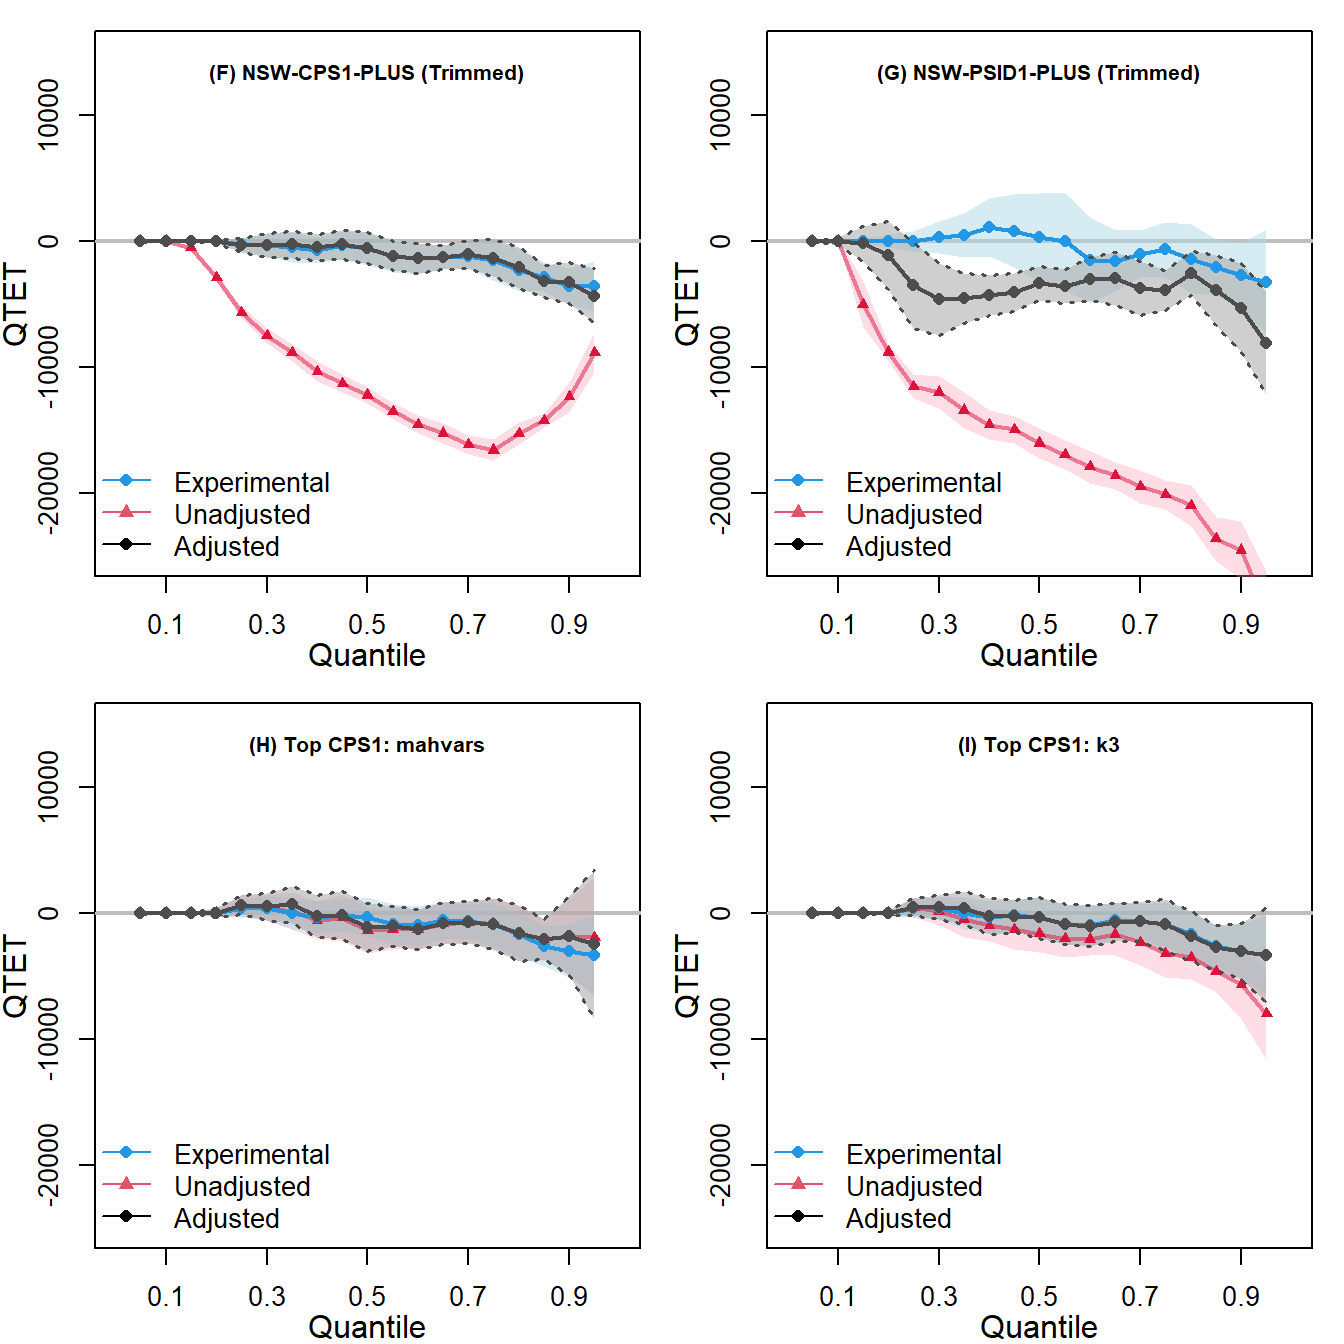 (F) NSW-CPS1-PLUS (Trimmed)
10000
0
-10000
-20000
QTET
Experimental
Unadjusted
Adjusted
0.1 0.3 0.5 0.7 0.9
Quantile
(G) NSW-PSID1-PLUS (Trimmed)
10000
0
-10000
-20000
QTET
Experimental
Unadjusted
Adjusted
0.1 0.3 0.5 0.7 0.9
Quantile
(H) Top CPS1: mahvars
10000
0
-10000
-20000
QTET
Experimental
Unadjusted
Adjusted
0.1 0.3 0.5 0.7 0.9
Quantile
(I) Top CPS1: k3
10000
0
-10000
-20000
QTET
Experimental
Unadjusted
Adjusted
0.1 0.3 0.5 0.7 0.9
Quantile